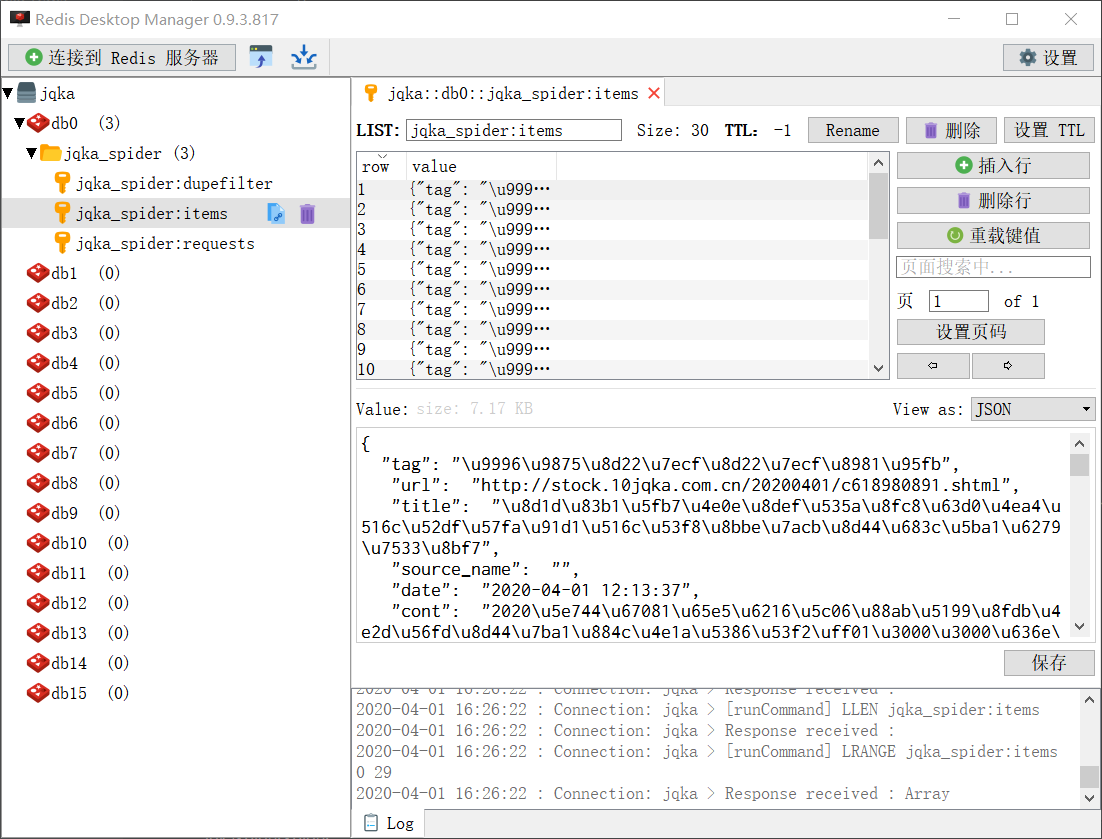 Redis Desktop Manager 0.9.3.817
连接到 Redis 服务器
设置
jqka
db0 (3)
jqka_spider (3)
jqka_spider:dupefilter
jqka_spider:items
jqka_spider:requests
db1 (0)
db2 (0)
db3 (0)
db4 (0)
db5 (0)
db6 (0)
db7 (0)
db8 (0)
db9 (0)
db10 (0)
db11 (0)
db12 (0)
db13 (0)
db14 (0)
db15 (0)
jqka::db0::jqka_spider:items
LIST: jqka_spider:items Size: 30 TTL: -1 Rename 删除 设置 TTL
row value
1 {"tag": "\u999…
2 {"tag": "\u999…
3 {"tag": "\u999…
4 {"tag": "\u999…
5 {"tag": "\u999…
6 {"tag": "\u999…
7 {"tag": "\u999…
8 {"tag": "\u999…
9 {"tag": "\u999…
10 {"tag": "\u999…
插入行
删除行
重载键值
页面搜索中...
页 1 of 1
设置页码
Value: size: 7.17 KB View as: JSON
{
"tag": "\u9996\u9875\u8d22\u7ecf\u8d22\u7ecf\u8981\u95fb",
"url": "http://stock.10jqka.com.cn/20200401/c618980891.shtml",
"title": "\u8d1d\u83b1\u5fb7\u4e0e\u8def\u535a\u8fc8\u63d0\u4ea4\u
516c\u52df\u57fa\u91d1\u516c\u53f8\u8bbe\u7acb\u8d44\u683c\u5ba1\u6279
\u7533\u8bf7",
"source_name": "",
"date": "2020-04-01 12:13:37",
"cont": "2020\u5e744\u67081\u65e5\u6216\u5c06\u88ab\u5199\u8fdb\u4
e2d\u56fd\u8d44\u7ba1\u884c\u4e1a\u5386\u53f2\uff01\u3000\u3000\u636e\
保存
2020-04-01 16:26:22 : Connection: jqka > Response received :
2020-04-01 16:26:22 : Connection: jqka > [runCommand] LLEN jqka_spider:items
2020-04-01 16:26:22 : Connection: jqka > Response received :
2020-04-01 16:26:22 : Connection: jqka > [runCommand] LRANGE jqka_spider:items
0 29
2020-04-01 16:26:22 : Connection: jqka > Response received : Array
Log